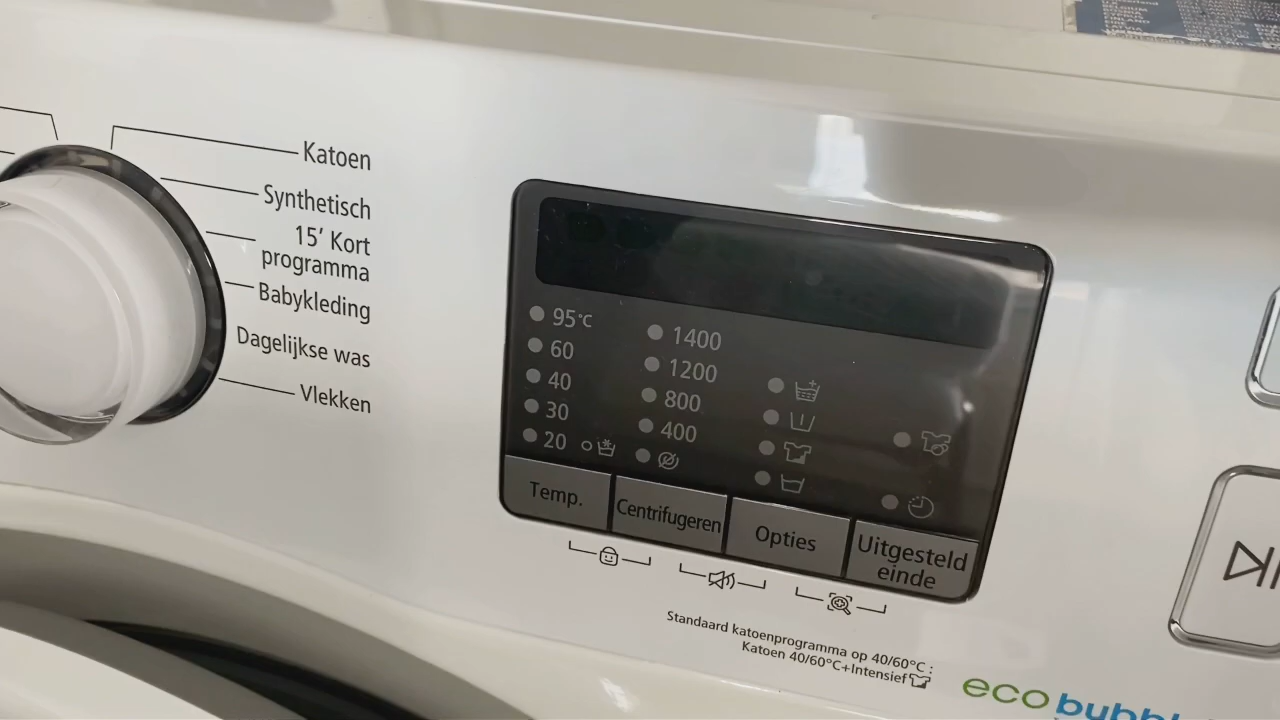 Katoen
Synthetisch
15’ Kort
programma
Babykleding
Dagelijkse was
Vlekken
95°C
60
40
30
20
1400
1200
800
400
Temp.
Centrifugeren
Opties
Uitgesteld
einde
Standaard katoenprogramma op 40/60°C :
Katoen 40/60°C+Intensief
eco bubbl